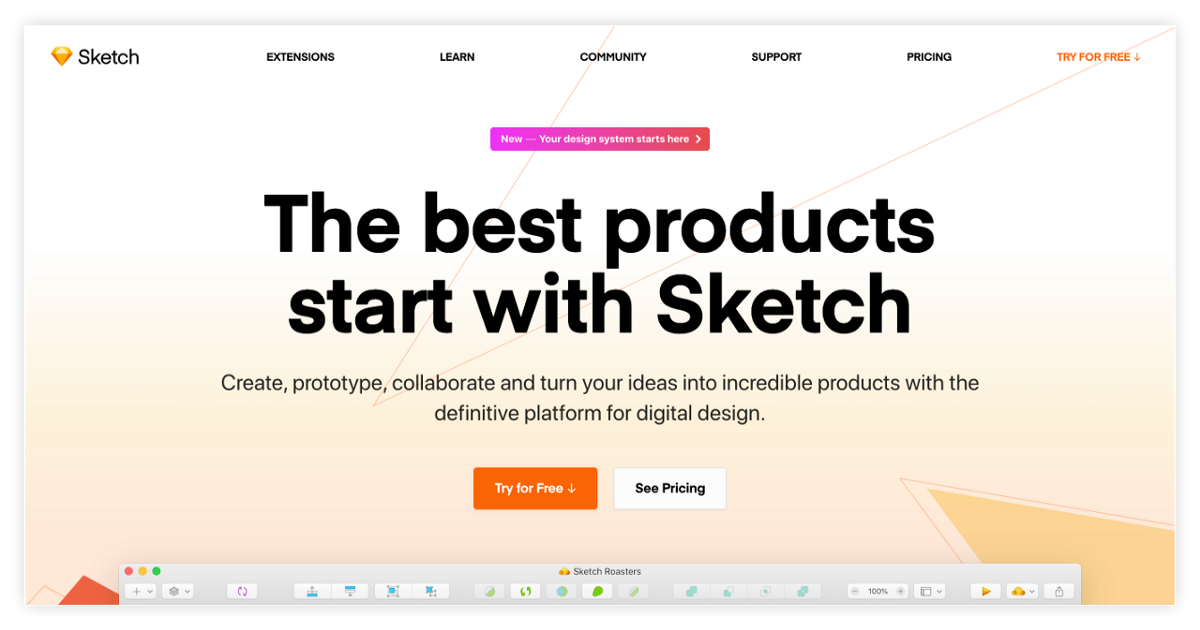 Sketch
EXTENSIONS
LEARN
COMMUNITY
SUPPORT
PRICING
TRY FOR FREE ↓
New — Your design system starts here
The best products
start with Sketch
Create, prototype, collaborate and turn your ideas into incredible products with the
definitive platform for digital design.
Try for Free ↓
See Pricing
Sketch Roasters
100%